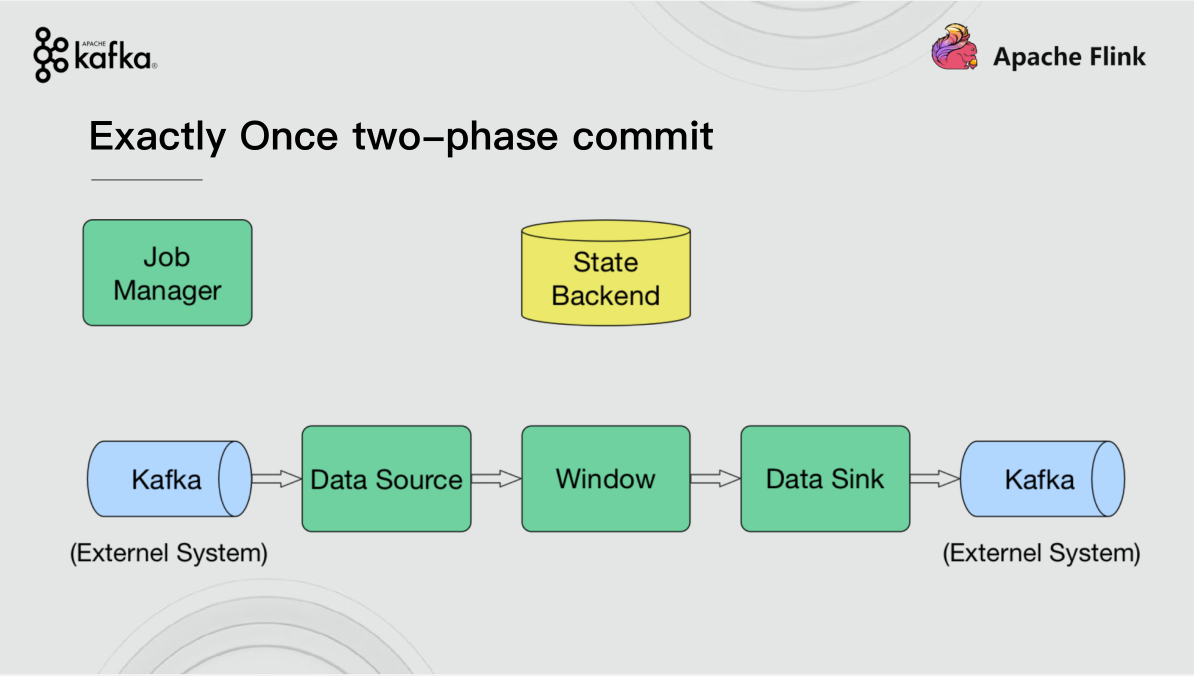 APACHE
kafka®
Apache Flink
Exactly Once two-phase commit
Job
Manager
State
Backend
Kafka
Data Source
Window
Data Sink
Kafka
(Externel System)
(Externel System)